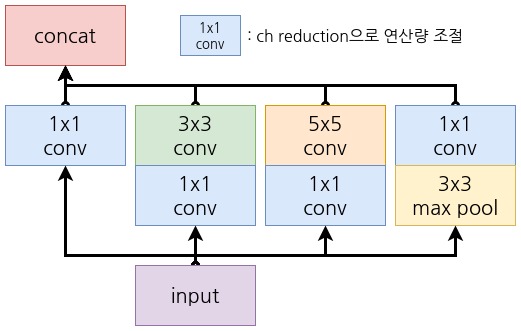 concat
1x1
conv
: ch reduction으로 연산량 조절
1x1
conv
3x3
conv
5x5
conv
1x1
conv
1x1
conv
1x1
conv
3x3
max pool
input